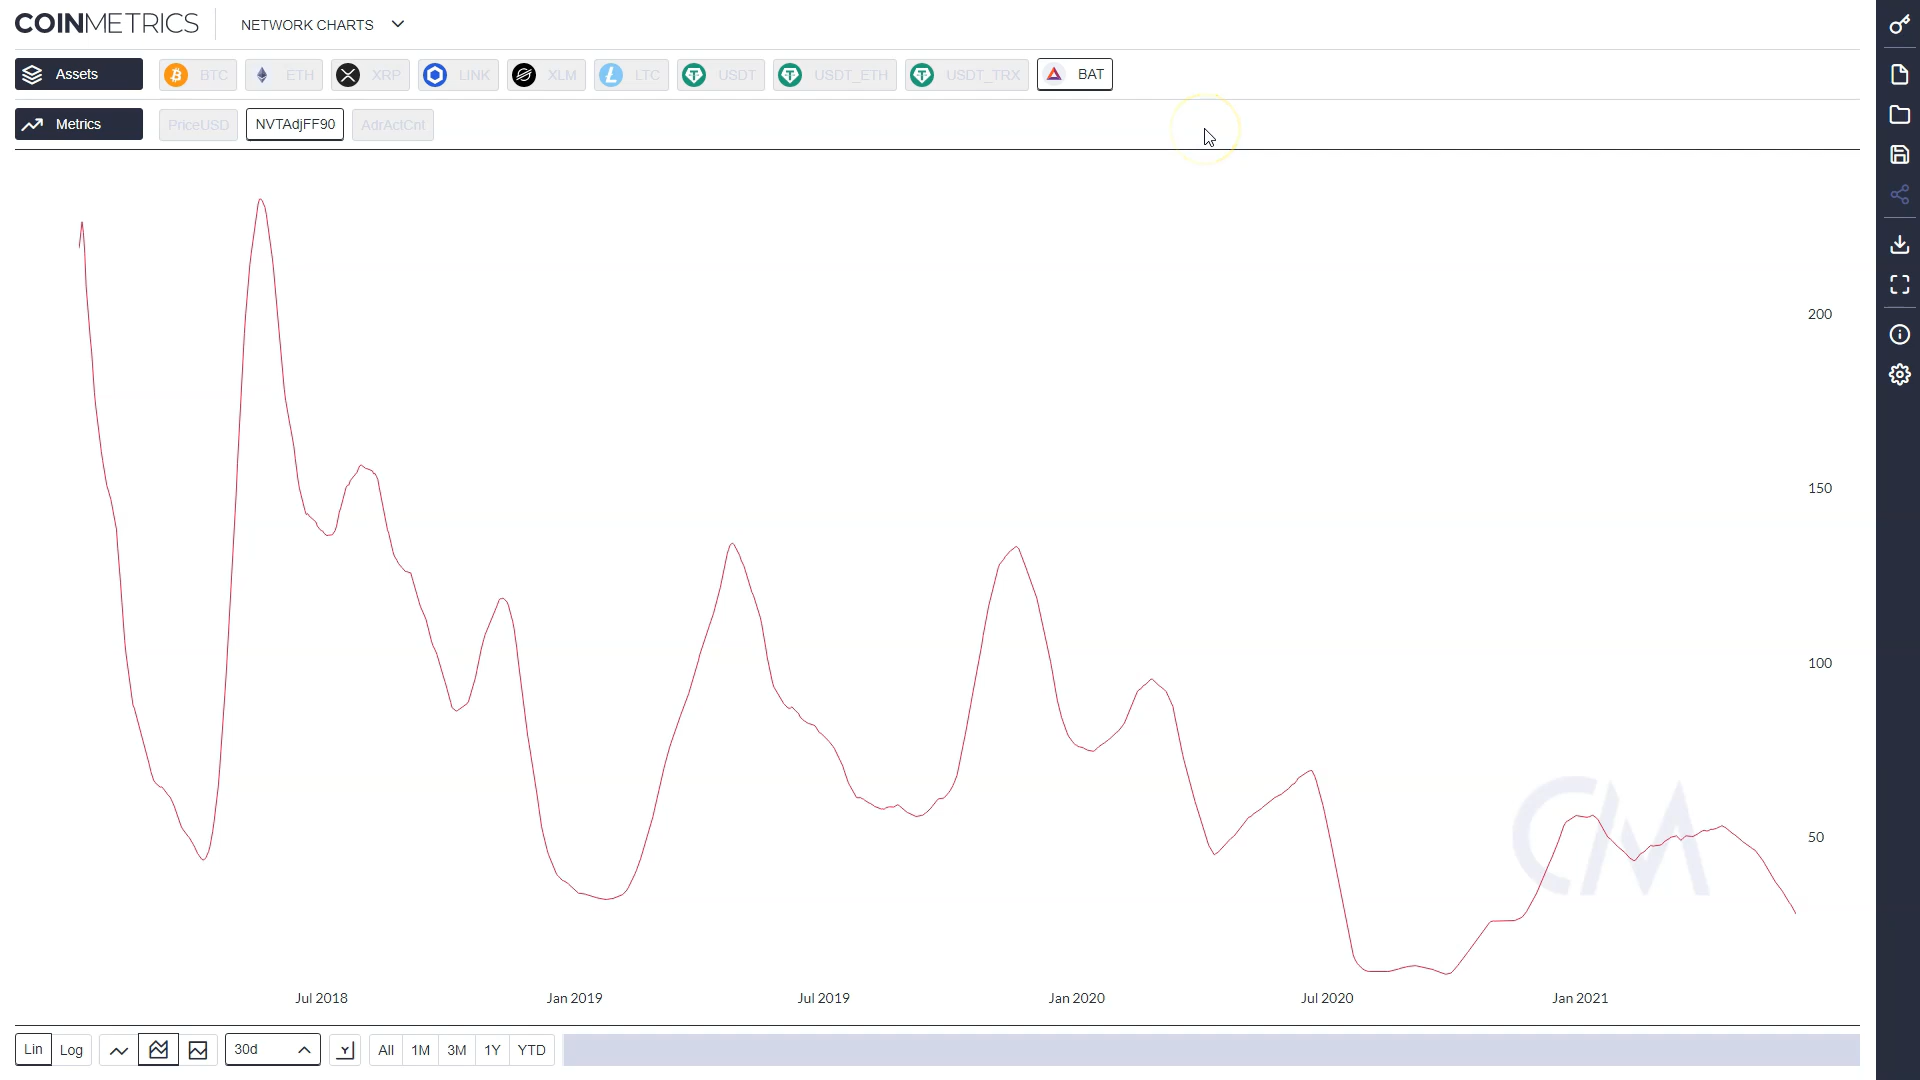 COINMETRICS NETWORK CHARTS
Assets BTC ETH XRP LINK XLM LTC USDT USDT_ETH USDT_TRX BAT
Metrics PriceUSD NVTAdjFF90 AdrActCnt
200
150
100
50
CM
Jul 2018 Jan 2019 Jul 2019 Jan 2020 Jul 2020 Jan 2021
Lin Log 30d Y All 1M 3M 1Y YTD